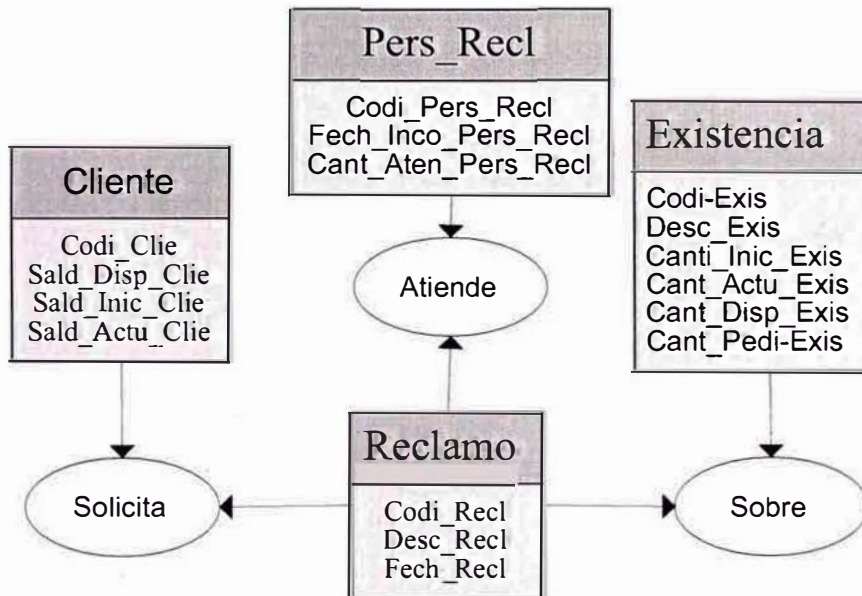 Pers_Recl
Codi_Pers_Recl
Fech_Inco_Pers_Recl
Cant_Aten_Pers_Recl
Existencia
Codi-Exis
Desc_Exis
Canti_Inic_Exis
Cant_Actu_Exis
Cant_Disp_Exis
Cant_Pedi-Exis
Cliente
Codi_Clie
Sald_Disp_Clie
Sald_Inic_Clie
Sald_Actu_Clie
Atiende
Reclamo
Codi_Recl
Desc_Recl
Fech_Recl
Solicita
Sobre